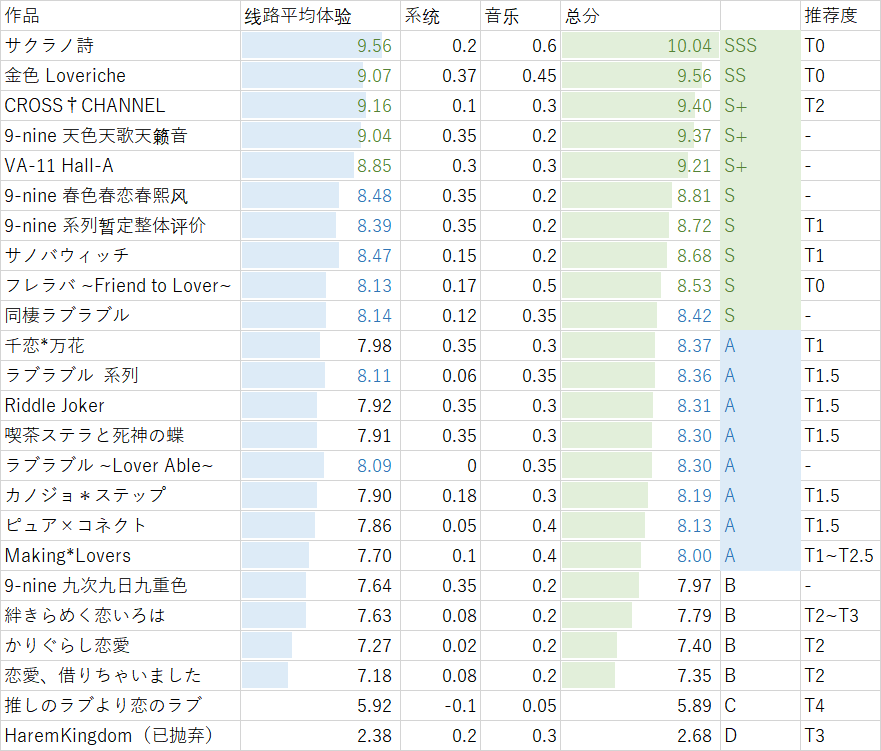 作品 线路平均体验 系统 音乐 总分 推荐度
サクラノ詩 9.56 0.2 0.6 10.04 SSS T0
金色 Loveriche 9.07 0.37 0.45 9.56 SS T0
CROSS†CHANNEL 9.16 0.1 0.3 9.40 S+ T2
9-nine 天色天歌天籁音 9.04 0.35 0.2 9.37 S+ -
VA-11 Hall-A 8.85 0.3 0.3 9.21 S+ -
9-nine 春色春恋春熙风 8.48 0.35 0.2 8.81 S -
9-nine 系列暂定整体评价 8.39 0.35 0.2 8.72 S T1
サノバウィッチ 8.47 0.15 0.2 8.68 S T1
フレラバ ~Friend to Lover~ 8.13 0.17 0.5 8.53 S T0
同棲ラブラブル 8.14 0.12 0.35 8.42 S -
千恋*万花 7.98 0.35 0.3 8.37 A T1
ラブラブル 系列 8.11 0.06 0.35 8.36 A T1.5
Riddle Joker 7.92 0.35 0.3 8.31 A T1.5
喫茶ステラと死神の蝶 7.91 0.35 0.3 8.30 A T1.5
ラブラブル ~Lover Able~ 8.09 0 0.35 8.30 A -
カノジョ＊ステップ 7.90 0.18 0.3 8.19 A T1.5
ピュア×コネクト 7.86 0.05 0.4 8.13 A T1.5
Making*Lovers 7.70 0.1 0.4 8.00 A T1~T2.5
9-nine 九次九日九重色 7.64 0.35 0.2 7.97 B -
絆きらめく恋いろは 7.63 0.08 0.2 7.79 B T2~T3
かりぐらし恋愛 7.27 0.02 0.2 7.40 B T2
恋愛、借りちゃいました 7.18 0.08 0.2 7.35 B T2
推しのラブより恋のラブ 5.92 -0.1 0.05 5.89 C T4
HaremKingdom（已抛弃） 2.38 0.2 0.3 2.68 D T3